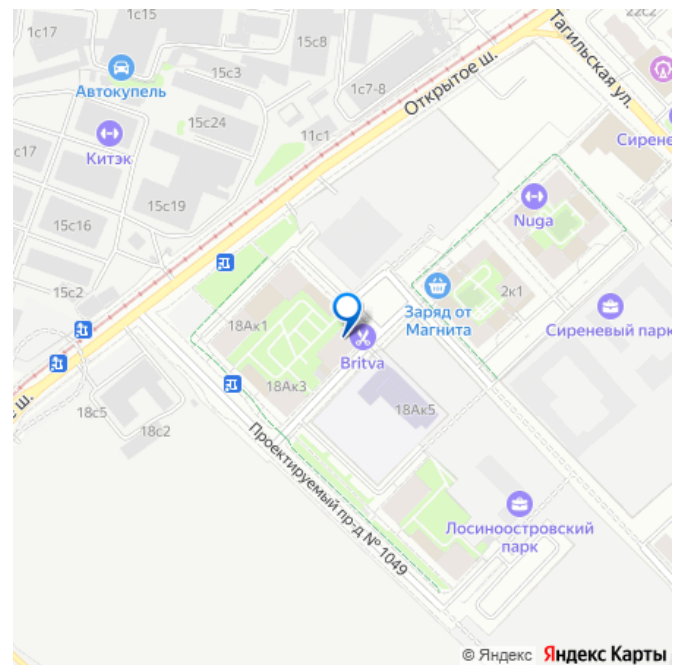 1с17
1с15
22с2
15с8
Тагильская ул.
15с3
1с7-8
Автокупель
Открытое ш.
15с24
11с1
с17
Китэк
Сирене
15с19
15с16
Nuga
15с2
2к1
Заряд от
Магнита
Сиреневый парк
18Ак1
Britva
18Ак3
18Ак5
ш.
18с5
18с2
Проектируемый пр-д № 1049
Лосиноостровский
парк
© Яндекс Яндекс Карты